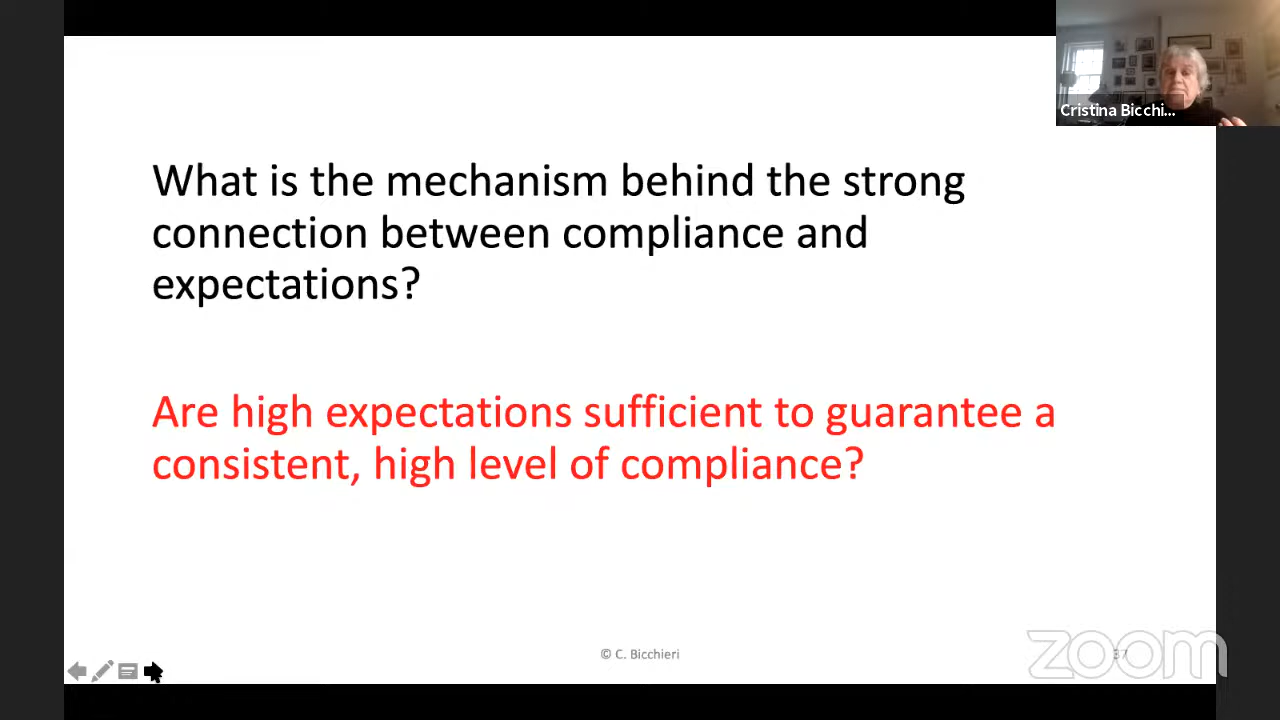 Cristina Bicchi...
What is the mechanism behind the strong
connection between compliance and
expectations?
Are high expectations sufficient to guarantee a
consistent, high level of compliance?
© C. Bicchieri
zoom
37